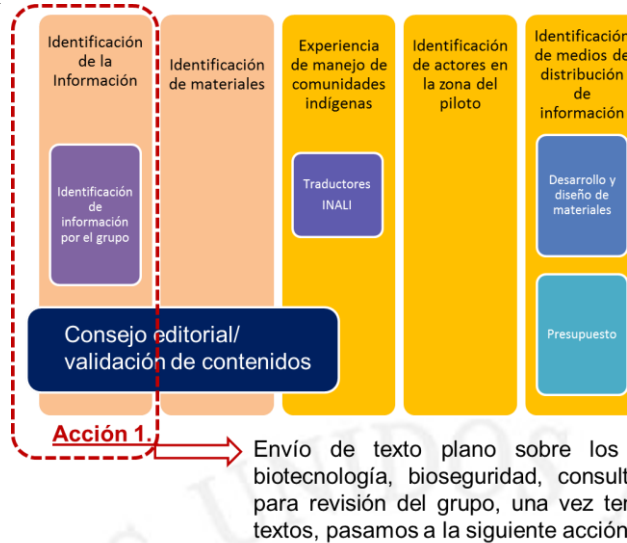 Identificación
de la
Información
Identificación
de
información
por el grupo
Identificación
de materiales
Experiencia
de manejo de
comunidades
indígenas
Traductores
INALI
Identificación
de actores en
la zona del
piloto
Identificación
de medios de
distribución
de
información
Desarrollo y
diseño de
materiales
Presupuesto
Consejo editorial/
validación de contenidos
Acción 1.
Envío de texto plano sobre los
biotecnología, bioseguridad,
para revisión del grupo, una vez
textos, pasamos a la siguiente acción
UNIDOS